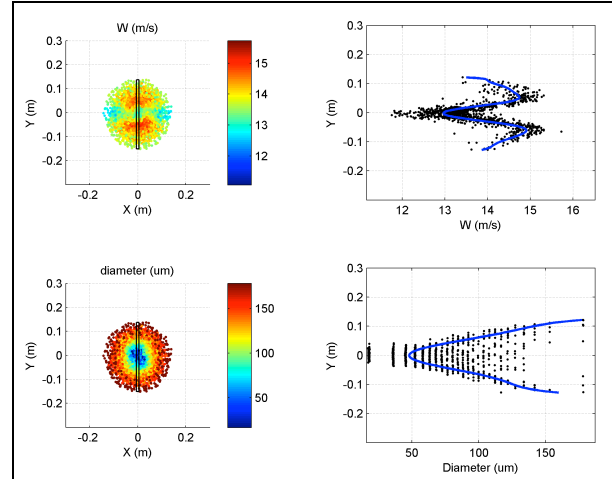 W (m/s)
0.3
0.2
0.1
0
-0.1
-0.2
Y (m)
-0.2 0 0.2
X (m)
15
14
13
12
0.3
0.2
0.1
0
-0.1
-0.2
Y (m)
12 13 14 15 16
W (m/s)
diameter (um)
0.3
0.2
0.1
0
-0.1
-0.2
Y (m)
-0.2 0 0.2
X (m)
150
100
50
0.3
0.2
0.1
0
-0.1
-0.2
Y (m)
50 100 150
Diameter (um)